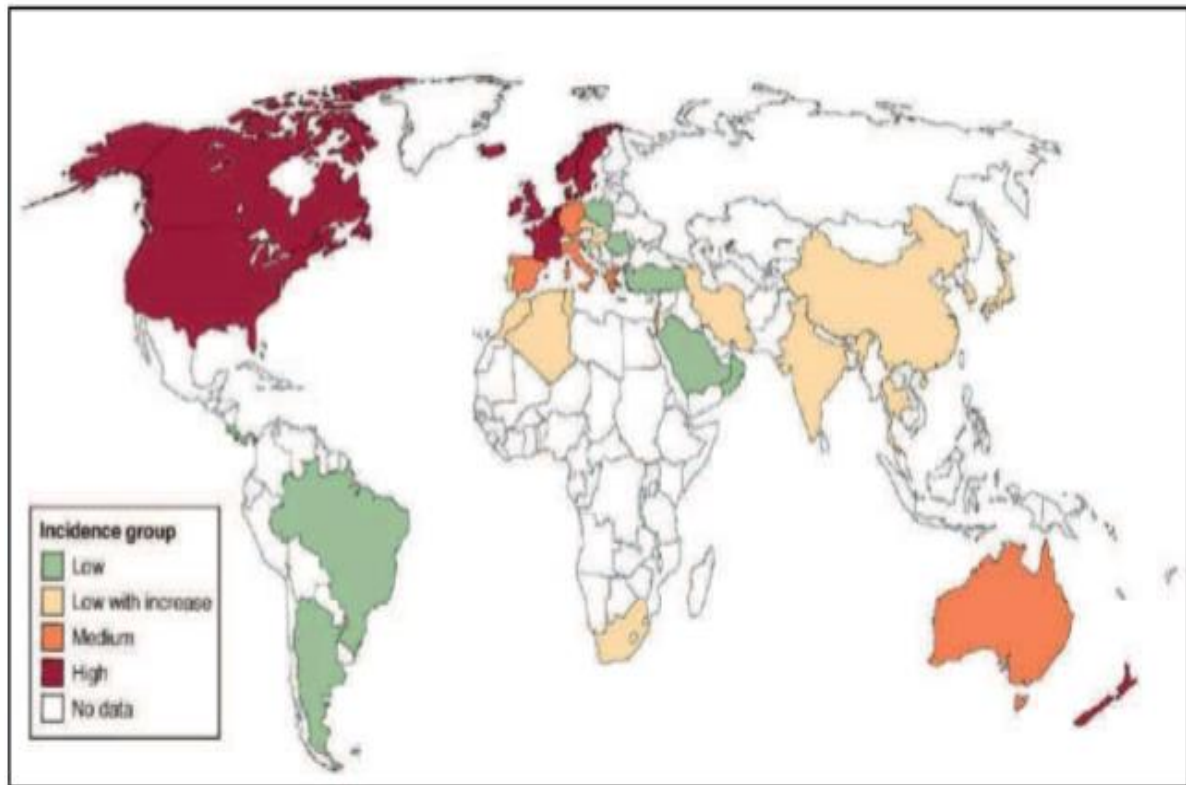 Incidence group
Low
Low with increase
Medium
High
No data